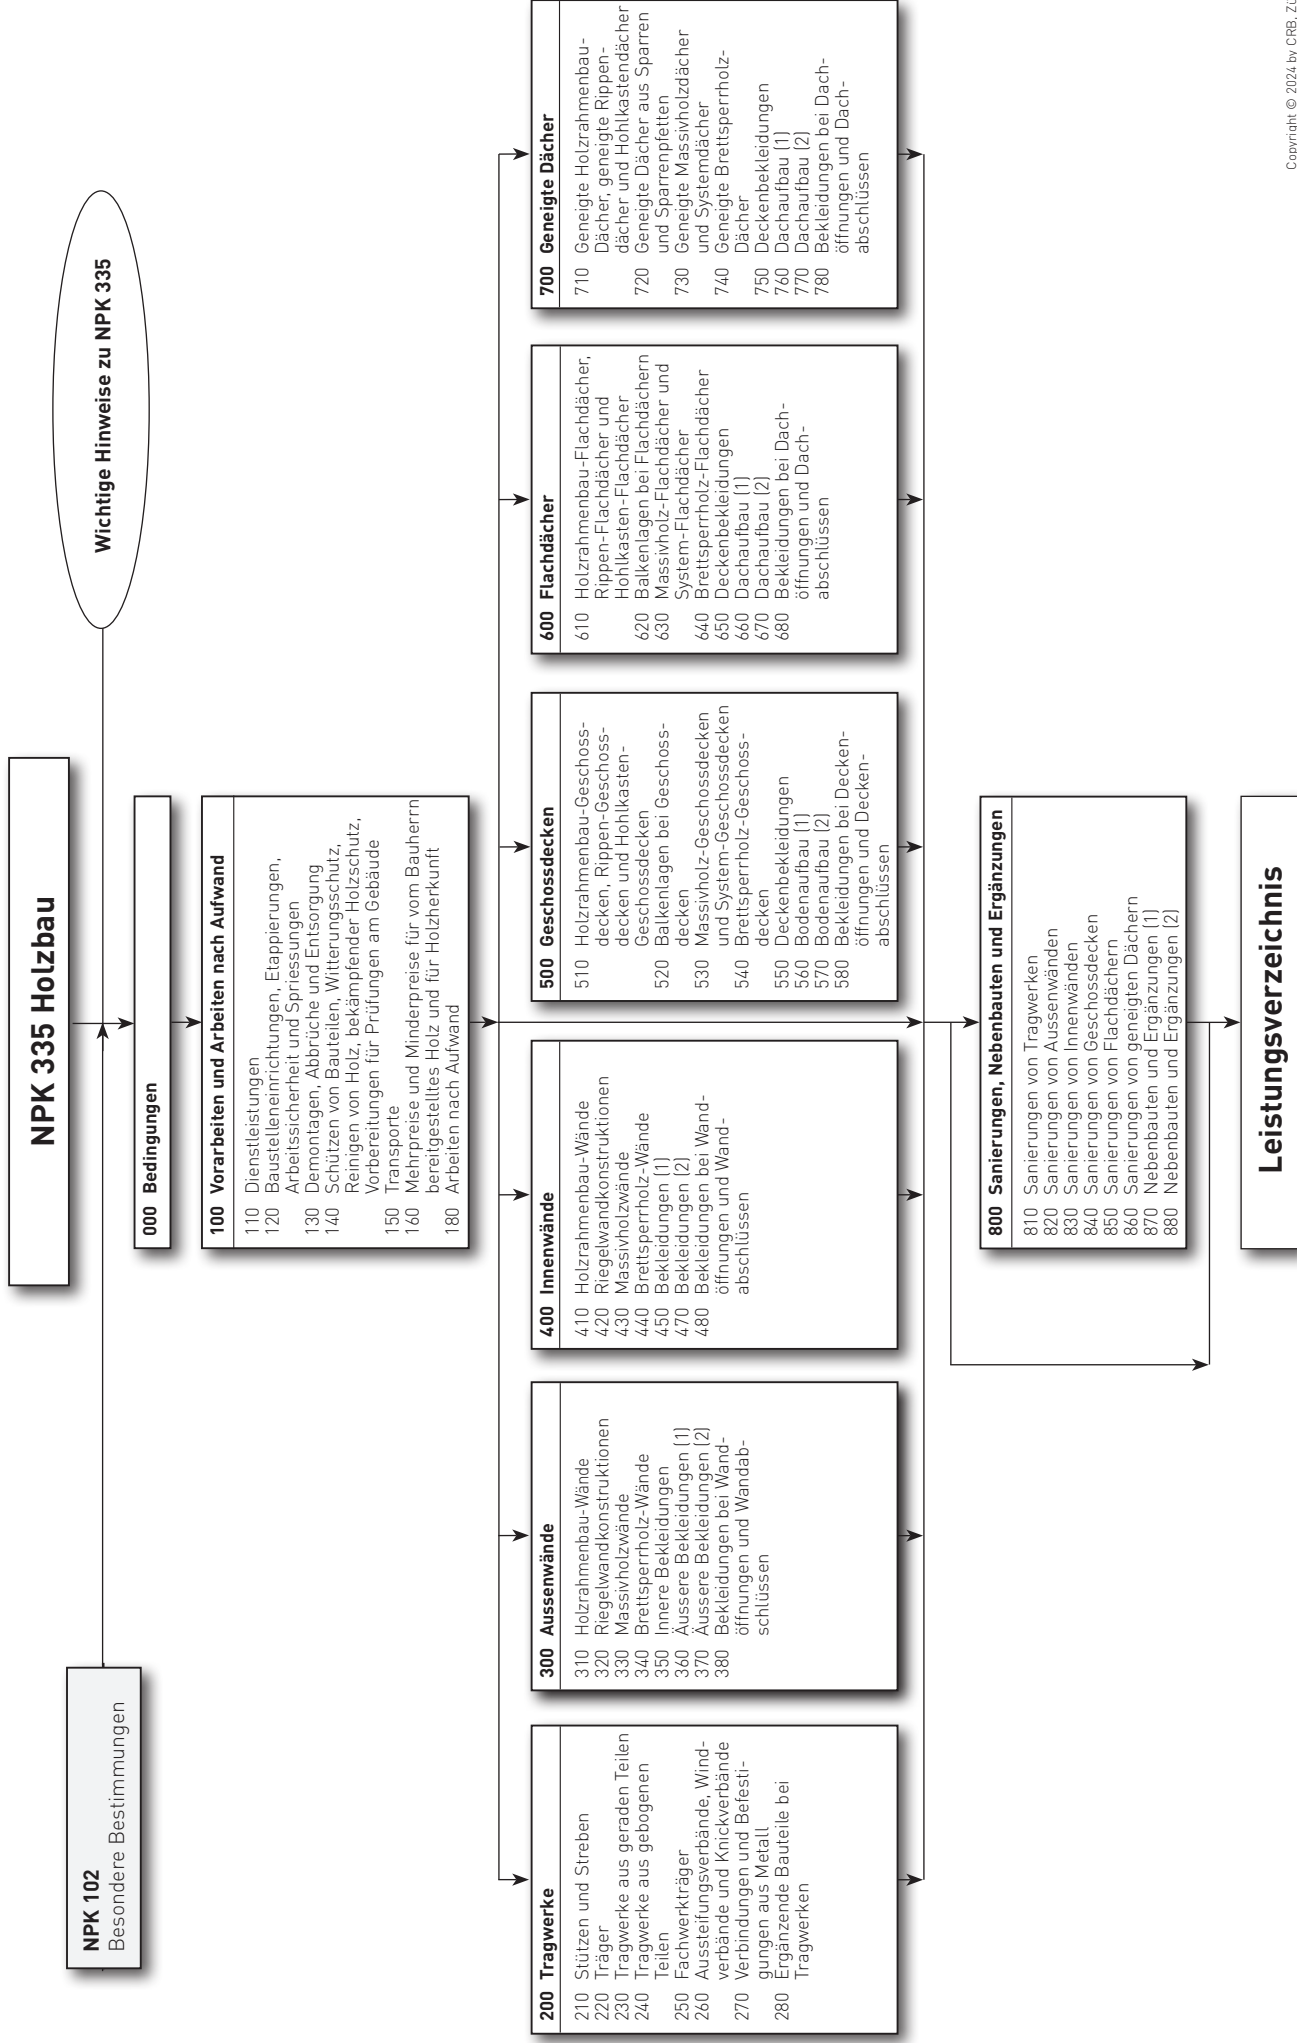 NPK 335 Holzbau
Wichtige Hinweise zu NPK 335
NPK 102
Besondere Bestimmungen
000 Bedingungen
100 Vorarbeiten und Arbeiten nach Aufwand
110 Dienstleistungen
120 Baustelleneinrichtungen, Etappierungen,
Arbeitssicherheit und Spriessungen
130 Demontagen, Abbrüche und Entsorgung
140 Schützen von Bauteilen, Witterungsschutz,
Reinigen von Holz, bekämpfender Holzschutz,
Vorbereitungen für Prüfungen am Gebäude
150 Transporte
160 Mehrpreise und Minderpreise für vom Bauherrn
bereitgestelltes Holz und für Holzherkunft
180 Arbeiten nach Aufwand
200 Tragwerke
210 Stützen und Streben
220 Träger
230 Tragwerke aus geraden Teilen
240 Tragwerke aus gebogenen
Teilen
250 Fachwerkträger
260 Aussteifungsverbände, Wind-
verbände und Knickverbände
270 Verbindungen und Befesti-
gungen aus Metall
280 Ergänzende Bauteile bei
Tragwerken
300 Aussenwände
310 Holzrahmenbau-Wände
320 Riegelwandkonstruktionen
330 Massivholzwände
340 Brettsperrholz-Wände
350 Innere Bekleidungen
360 Äussere Bekleidungen (1)
370 Äussere Bekleidungen (2)
380 Bekleidungen bei Wand-
öffnungen und Wandab-
schlüssen
400 Innenwände
410 Holzrahmenbau-Wände
420 Riegelwandkonstruktionen
430 Massivholzwände
440 Brettsperrholz-Wände
450 Bekleidungen (1)
470 Bekleidungen (2)
480 Bekleidungen bei Wand-
öffnungen und Wand-
abschlüssen
500 Geschossdecken
510 Holzrahmenbau-Geschoss-
decken, Rippen-Geschoss-
decken und Hohlkasten-
Geschossdecken
520 Balkenlagen bei Geschoss-
decken
530 Massivholz-Geschossdecken
und System-Geschossdecken
540 Brettsperrholz-Geschoss-
decken
550 Deckenbekleidungen
560 Bodenaufbau (1)
570 Bodenaufbau (2)
580 Bekleidungen bei Decken-
öffnungen und Decken-
abschlüssen
600 Flachdächer
610 Holzrahmenbau-Flachdächer,
Rippen-Flachdächer und
Hohlkasten-Flachdächer
620 Balkenlagen bei Flachdächern
630 Massivholz-Flachdächer und
System-Flachdächer
640 Brettsperrholz-Flachdächer
650 Deckenbekleidungen
660 Dachaufbau (1)
670 Dachaufbau (2)
680 Bekleidungen bei Dach-
öffnungen und Dach-
abschlüssen
700 Geneigte Dächer
710 Geneigte Holzrahmenbau-
Dächer, geneigte Rippen-
dächer und Hohlkastendächer
720 Geneigte Dächer aus Sparren
und Sparrenpfetten
730 Geneigte Massivholzdächer
und Systemdächer
740 Geneigte Brettsperrholz-
Dächer
750 Deckenbekleidungen
760 Dachaufbau (1)
770 Dachaufbau (2)
780 Bekleidungen bei Dach-
öffnungen und Dach-
abschlüssen
800 Sanierungen, Nebenbauten und Ergänzungen
810 Sanierungen von Tragwerken
820 Sanierungen von Aussenwänden
830 Sanierungen von Innenwänden
840 Sanierungen von Geschossdecken
850 Sanierungen von Flachdächern
860 Sanierungen von geneigten Dächern
870 Nebenbauten und Ergänzungen (1)
880 Nebenbauten und Ergänzungen (2)
Leistungsverzeichnis
Copyright © 2024 by CRB,